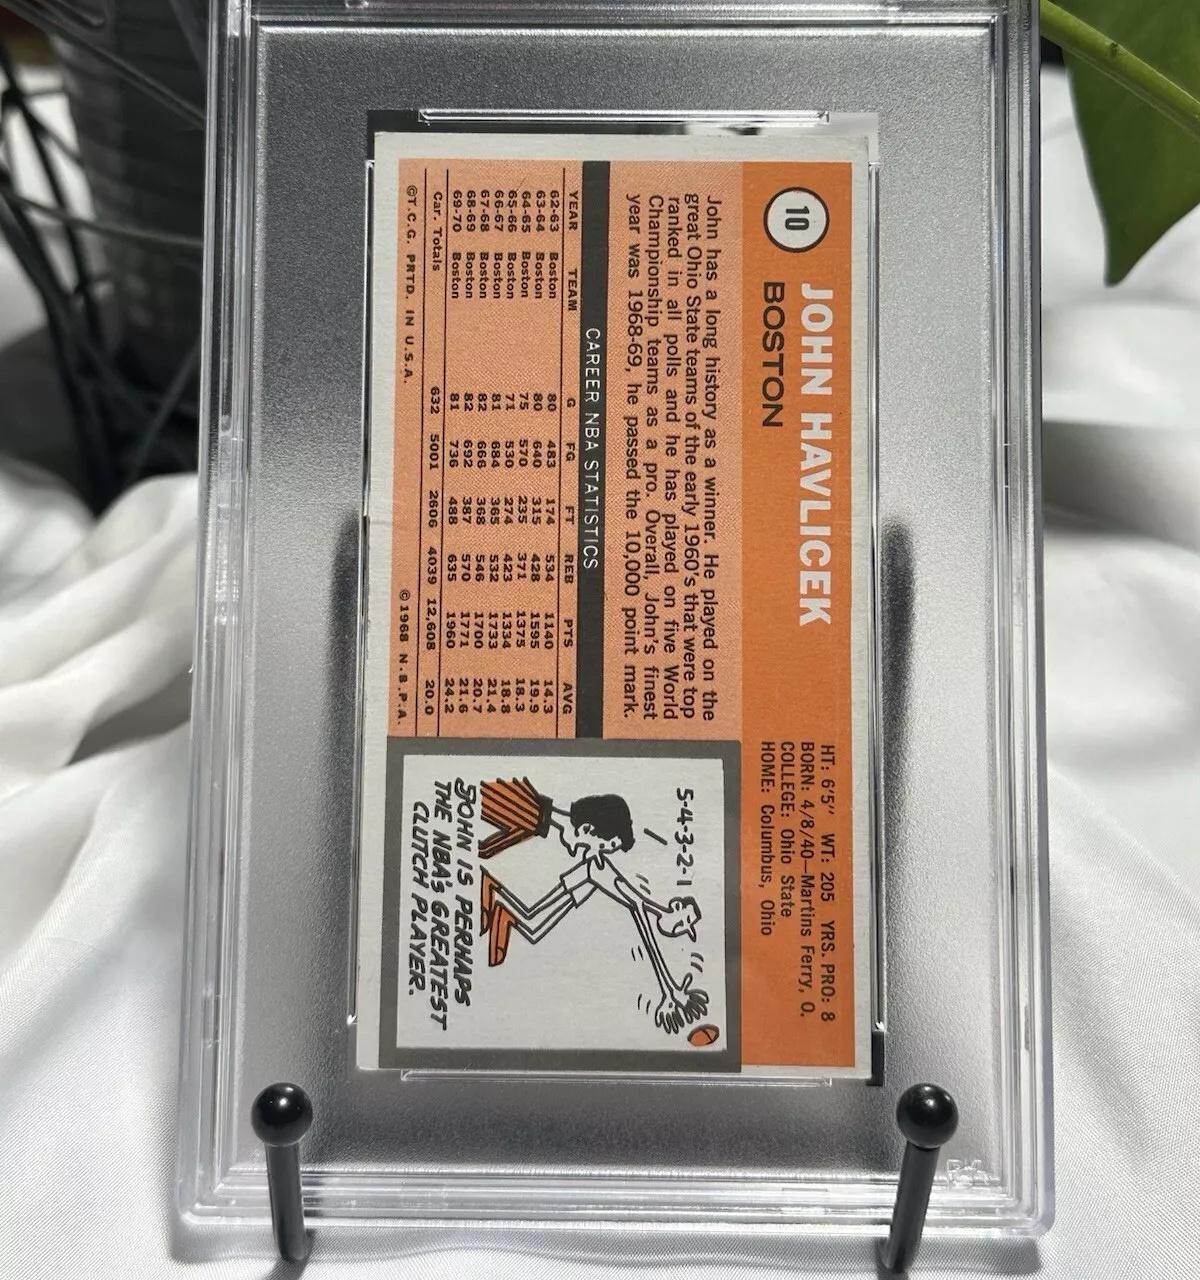 10
JOHN HAVLICEK
BOSTON
HT: 6'5" WT: 205 YRS. PRO: 8
BORN: 4/8/40—Martins Ferry, O.
COLLEGE: Ohio State
HOME: Columbus, Ohio
John has a long history as a winner. He played on the
great Ohio State teams of the early 1960's that were top
ranked in all polls and he has played on five World
Championship teams as a pro. Overall, John's finest
year was 1968-69, he passed the 10,000 point mark.
CAREER NBA STATISTICS
YEAR TEAM G FG FT REB PTS AVG
62-63 Boston 80 483 174 534 1140 14.3
63-64 Boston 80 640 315 428 1595 19.9
64-65 Boston 75 570 235 371 1375 18.3
65-66 Boston 71 530 274 423 1334 18.8
66-67 Boston 81 684 365 532 1733 21.4
67-68 Boston 82 666 368 546 1700 20.7
68-69 Boston 82 692 387 570 1771 21.6
69-70 Boston 81 736 488 635 1960 24.2
Car. Totals 632 5001 2606 4039 12,608 20.0
©T.C.G. PRTD. IN U.S.A. ©1968 N.B.P.A.
5-4-3-2-1
JOHN IS PERHAPS
THE NBA'S GREATEST
CLUTCH PLAYER.